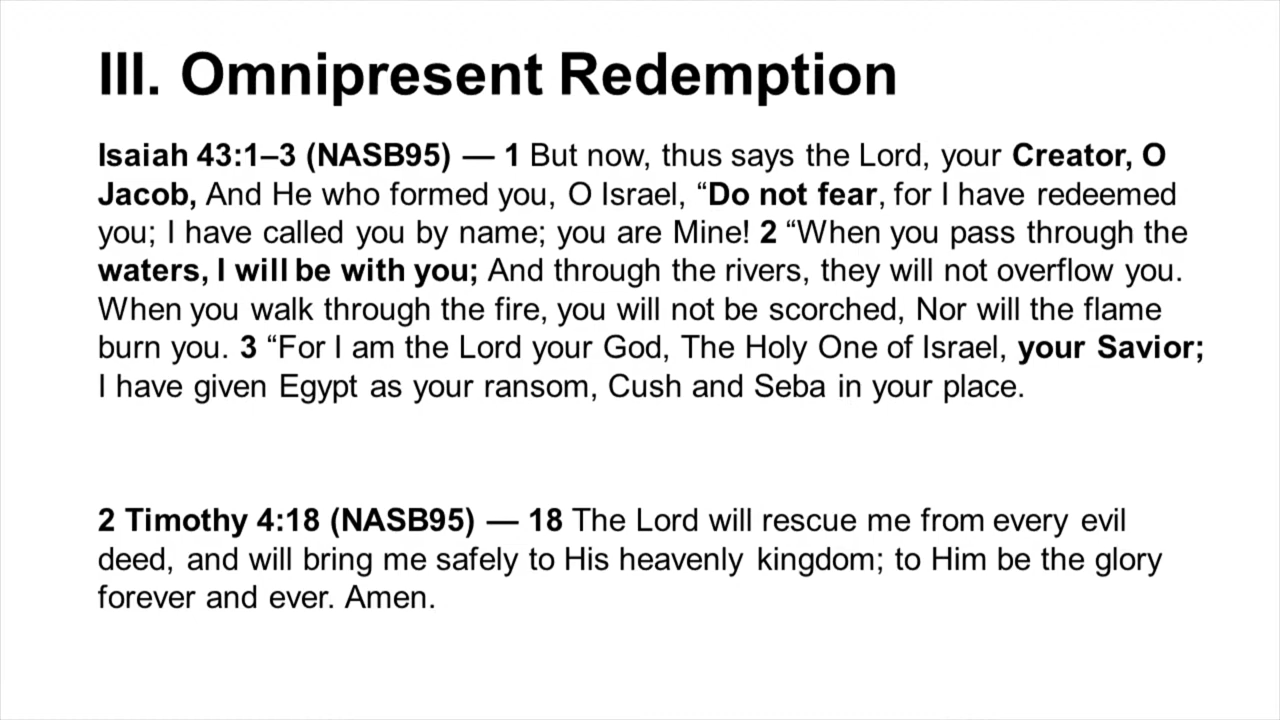 III. Omnipresent Redemption
Isaiah 43:1–3 (NASB95) — 1 But now, thus says the Lord, your Creator, O
Jacob, And He who formed you, O Israel, “Do not fear, for I have redeemed
you; I have called you by name; you are Mine! 2 “When you pass through the
waters, I will be with you; And through the rivers, they will not overflow you.
When you walk through the fire, you will not be scorched, Nor will the flame
burn you. 3 “For I am the Lord your God, The Holy One of Israel, your Savior;
I have given Egypt as your ransom, Cush and Seba in your place.
2 Timothy 4:18 (NASB95) — 18 The Lord will rescue me from every evil
deed, and will bring me safely to His heavenly kingdom; to Him be the glory
forever and ever. Amen.